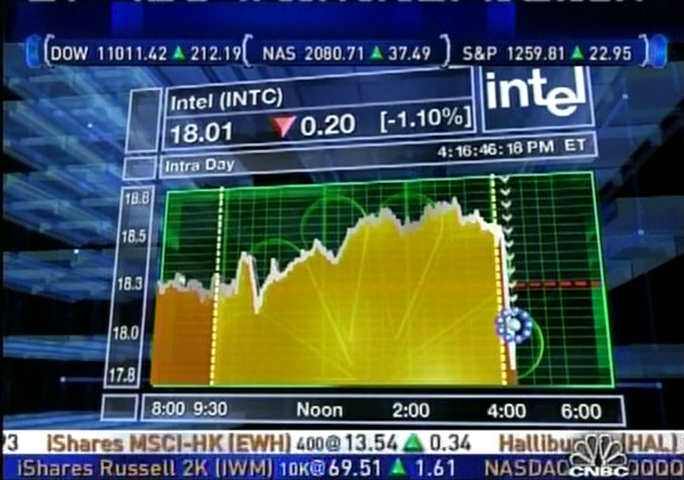 DOW 11011.42 ▲ 212.19 NAS 2080.71 ▲ 37.49 S&P 1259.81 ▲ 22.95
Intel (INTC)
18.01 ▼ 0.20 [-1.10%]
intel
Intra Day 4:16:46:18 PM ET
18.8
18.5
18.3
18.0
17.8
8:00 9:30 Noon 2:00 4:00 6:00
93 iShares MSCI-HK (EWH) 400@13.54 ▲ 0.34 (HAL)
iShares Russell 2K (IWM) 10K@69.51 ▲ 1.61
CNBC